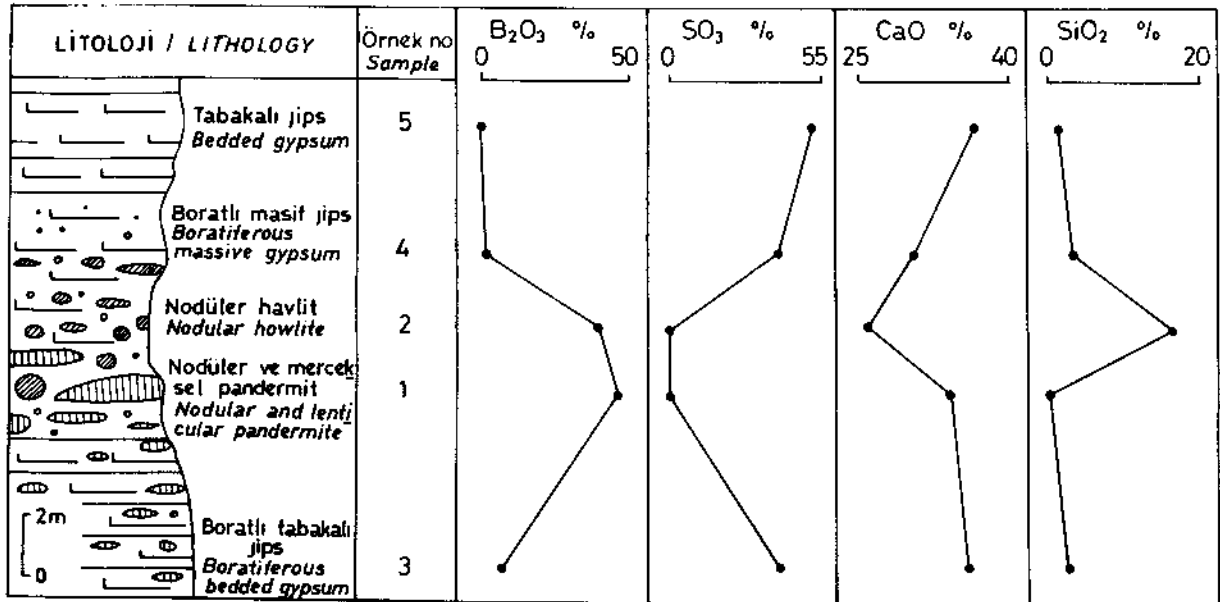 LİTOLOJİ / LITHOLOGY
Örnek no
Sample
B₂O₃ %
0 50
SO₃ %
0 55
CaO %
25 40
SiO₂ %
0 20
Tabakalı jips
Bedded gypsum
5
Boratlı masif jips
Boratiferous
massive gypsum
4
Nodüler havlit
Nodular howlite
2
Nodüler ve mercek
sel pandermit
Nodular and lenti
cular pandermite
1
2m
0
Boratlı tabakalı
jips
Boratiferous
bedded gypsum
3